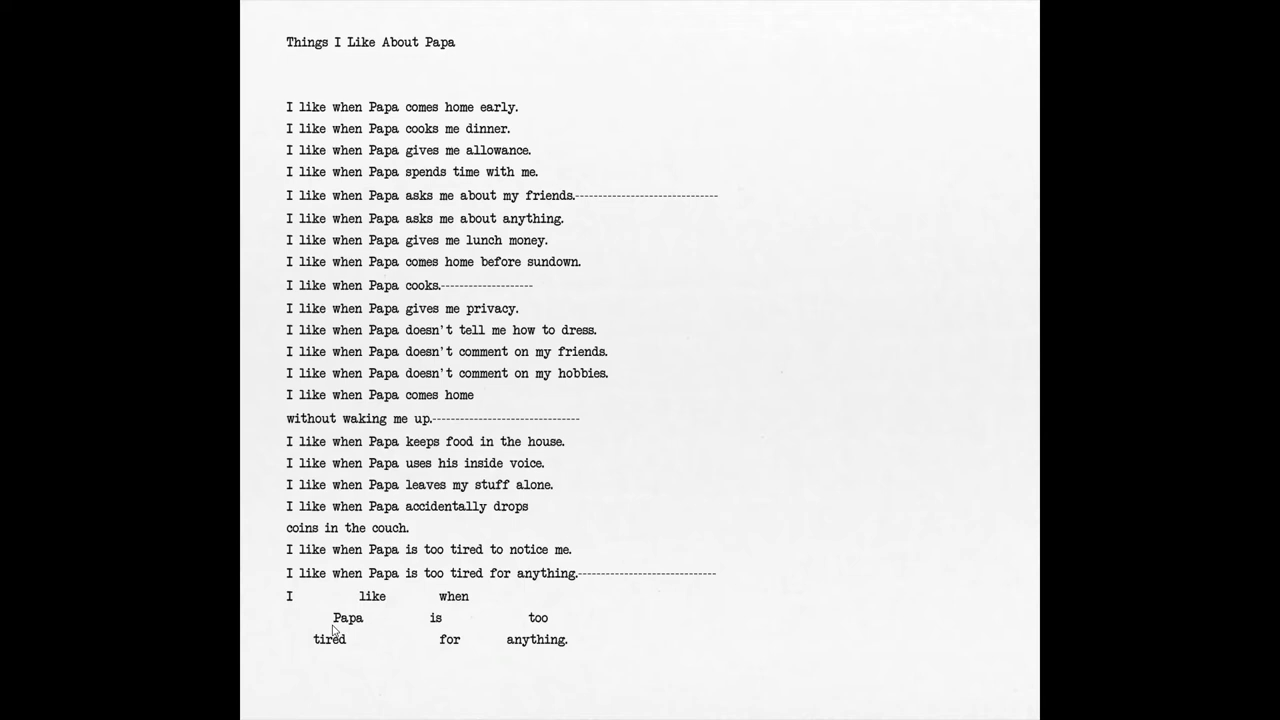 Things I Like About Papa
I like when Papa comes home early.
I like when Papa cooks me dinner.
I like when Papa gives me allowance.
I like when Papa spends time with me.
I like when Papa asks me about my friends.-------------------------------
I like when Papa asks me about anything.
I like when Papa gives me lunch money.
I like when Papa comes home before sundown.
I like when Papa cooks.--------------------
I like when Papa gives me privacy.
I like when Papa doesn't tell me how to dress.
I like when Papa doesn't comment on my friends.
I like when Papa doesn't comment on my hobbies.
I like when Papa comes home
without waking me up.--------------------------------
I like when Papa keeps food in the house.
I like when Papa uses his inside voice.
I like when Papa leaves my stuff alone.
I like when Papa accidentally drops
coins in the couch.
I like when Papa is too tired to notice me.
I like when Papa is too tired for anything.------------------------------
I like when
Papa is too
tired for anything.